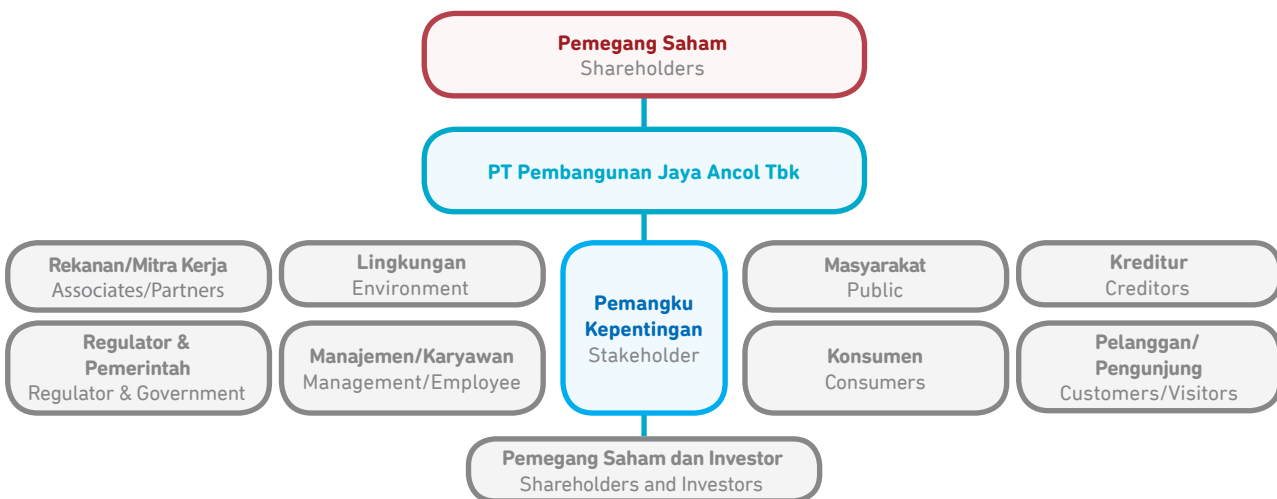 Pemegang Saham
Shareholders
PT Pembangunan Jaya Ancol Tbk
Rekanan/Mitra Kerja
Associates/Partners
Lingkungan
Environment
Masyarakat
Public
Kreditur
Creditors
Pemangku
Kepentingan
Stakeholder
Regulator &
Pemerintah
Regulator & Government
Manajemen/Karyawan
Management/Employee
Konsumen
Consumers
Pelanggan/
Pengunjung
Customers/Visitors
Pemegang Saham dan Investor
Shareholders and Investors